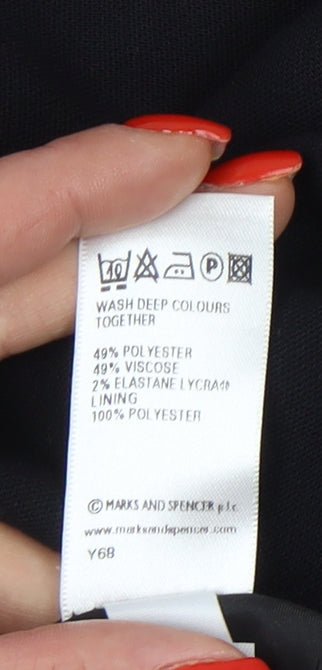 40 P
WASH DEEP COLOURS
TOGETHER
49% POLYESTER
49% VISCOSE
2% ELASTANE LYCRA®
LINING
100% POLYESTER
© MARKS AND SPENCER p.l.c.
www.marksandspencer.com
Y68